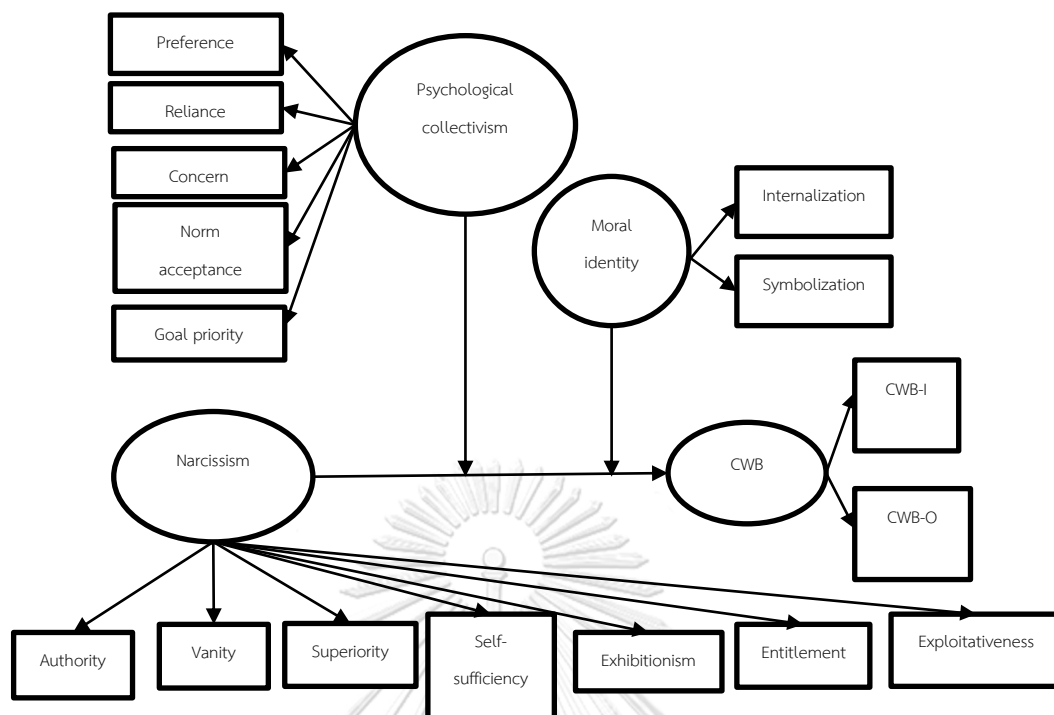 Preference
Reliance
Concern
Norm
acceptance
Goal priority
Psychological
collectivism
Moral
identity
Internalization
Symbolization
Narcissism
CWB
CWB-I
CWB-O
Authority
Vanity
Superiority
Self-
sufficiency
Exhibitionism
Entitlement
Exploitativeness